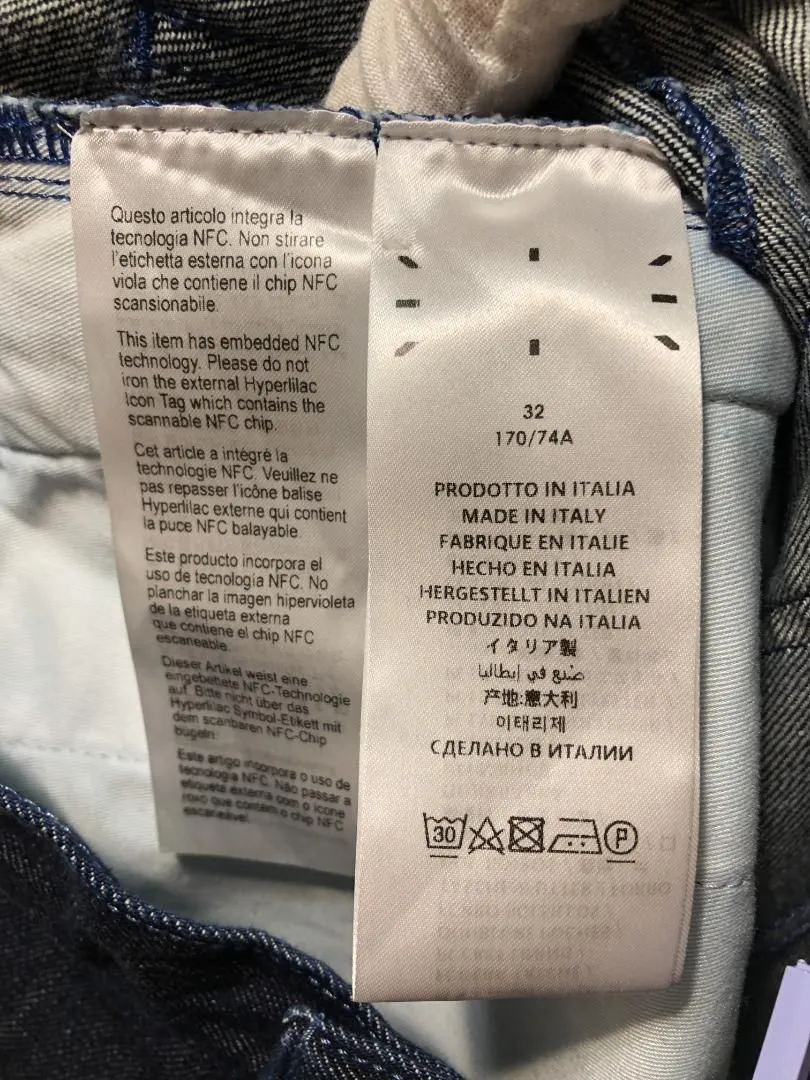 Questo articolo integra la
tecnologia NFC. Non stirare
l'etichetta esterna con l'icona
viola che contiene il chip NFC
scansionabile.
This item has embedded NFC
technology. Please do not
iron the external Hyperlilac
Icon Tag which contains the
scannable NFC chip.
Cet article a intégré la
technologie NFC. Veuillez ne
pas repasser l'icône balise
Hyperlilac externe qui contient
la puce NFC balayable.
Este producto incorpora el
uso de tecnologia NFC. No
planchar la imagen hipervioleta
de la etiqueta externa
que contiene el chip NFC
escaneable.
Dieser Artikel weist eine
eingebettete NFC-Technologie
auf. Bitte nicht über das
Hyperlilac Symbol-Etikett mit
dem scanbaren NFC-Chip
bügeln.
Este artigo incorpora o uso de
tecnologia NFC. Não passar a
etiqueta externa com o ícone
roxo que contém o chip NFC
escaneável.
32
170/74A
PRODOTTO IN ITALIA
MADE IN ITALY
FABRIQUE EN ITALIE
HECHO EN ITALIA
HERGESTELLT IN ITALIEN
PRODUZIDO NA ITALIA
イタリア製
صنع في إيطاليا
产地:意大利
이태리제
СДЕЛАНО В ИТАЛИИ
30
P